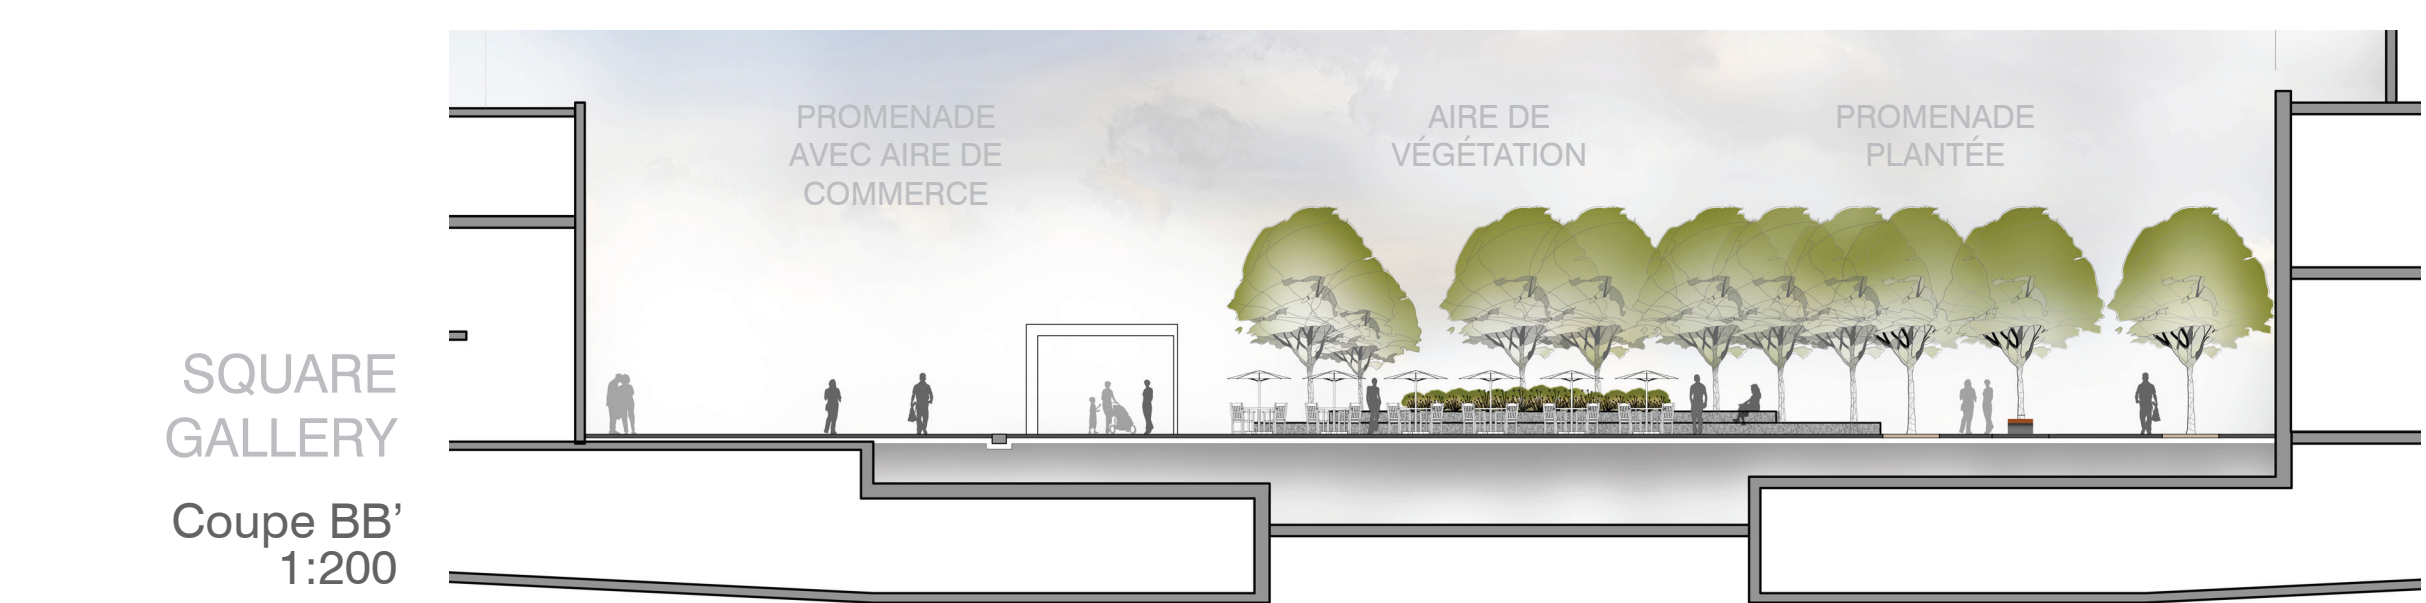 PROMENADE
AVEC AIRE DE
COMMERCE
AIRE DE
VÉGÉTATION
PROMENADE
PLANTÉE
SQUARE
GALLERY
Coupe BB’
1:200